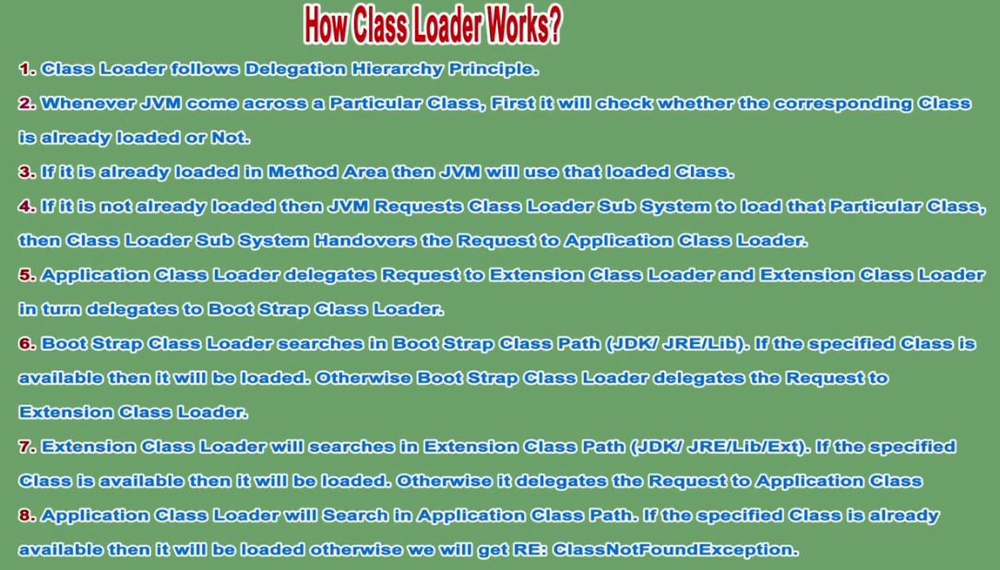 How Class Loader Works?
1. Class Loader follows Delegation Hierarchy Principle.
2. Whenever JVM come across a Particular Class, First it will check whether the corresponding Class
is already loaded or Not.
3. If it is already loaded in Method Area then JVM will use that loaded Class.
4. If it is not already loaded then JVM Requests Class Loader Sub System to load that Particular Class,
then Class Loader Sub System Handovers the Request to Application Class Loader.
5. Application Class Loader delegates Request to Extension Class Loader and Extension Class Loader
in turn delegates to Boot Strap Class Loader.
6. Boot Strap Class Loader searches in Boot Strap Class Path (JDK/ JRE/Lib). If the specified Class is
available then it will be loaded. Otherwise Boot Strap Class Loader delegates the Request to
Extension Class Loader.
7. Extension Class Loader will searches in Extension Class Path (JDK/ JRE/Lib/Ext). If the specified
Class is available then it will be loaded. Otherwise it delegates the Request to Application Class
8. Application Class Loader will Search in Application Class Path. If the specified Class is already
available then it will be loaded otherwise we will get RE: ClassNotFoundException.